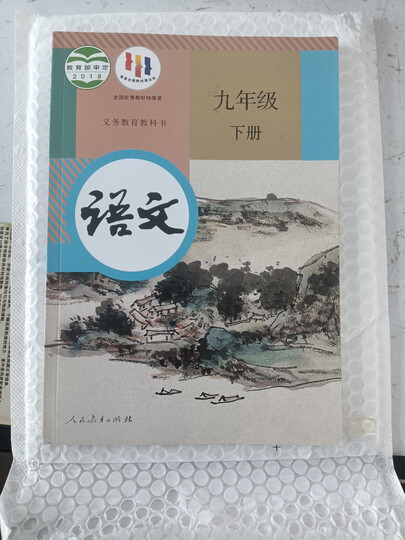 教育部审定
2018
全国优秀教材特等奖
义务教育教科书
九年级
下册
语文
人民教育出版社